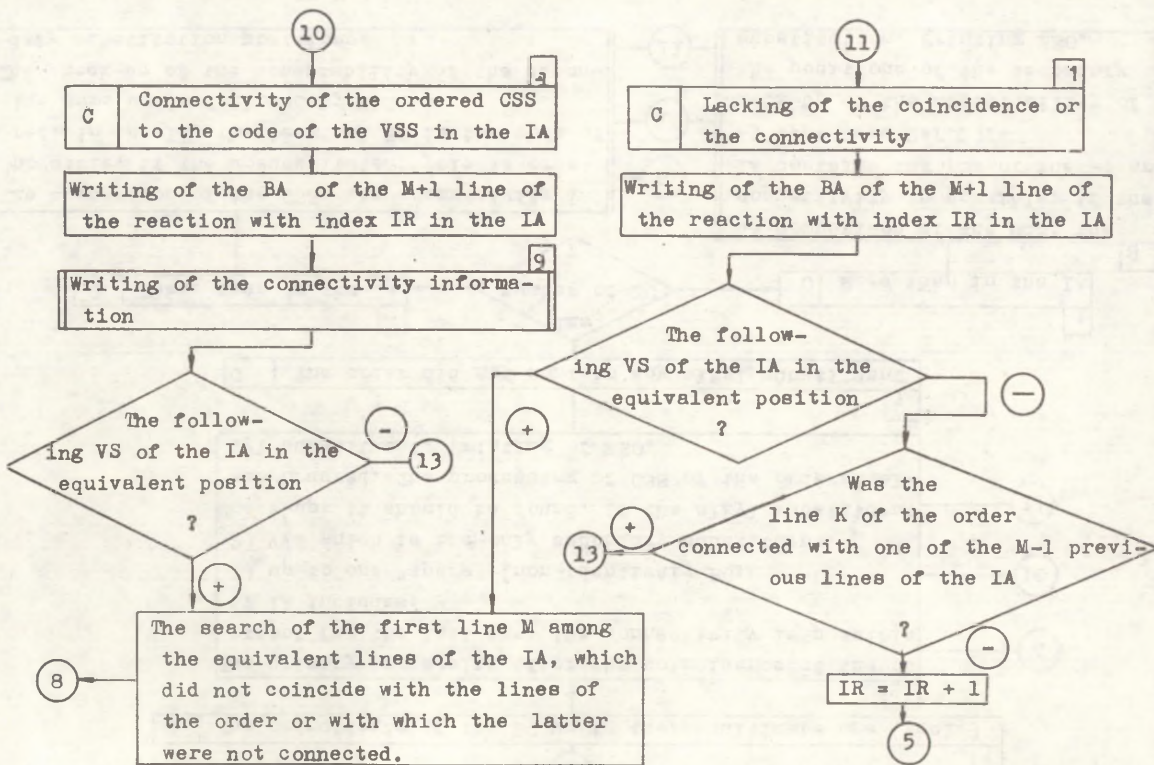 10
2
C
Connectivity of the ordered CSS
to the code of the VSS in the IA
Writing of the BA of the M+1 line of
the reaction with index IR in the IA
9
Writing of the connectivity informa-
tion
The follow-
ing VS of the IA in the
equivalent position
?
-
13
+
The search of the first line M among
the equivalent lines of the IA, which
did not coincide with the lines of
the order or with which the latter
were not connected.
8
11
1
C
Lacking of the coincidence or
the connectivity
Writing of the BA of the M+1 line of
the reaction with index IR in the IA
The follow-
ing VS of the IA in the
equivalent position
?
+
—
Was the
line K of the order
connected with one of the M-1 previ-
ous lines of the IA
?
+
13
-
IR = IR + 1
5